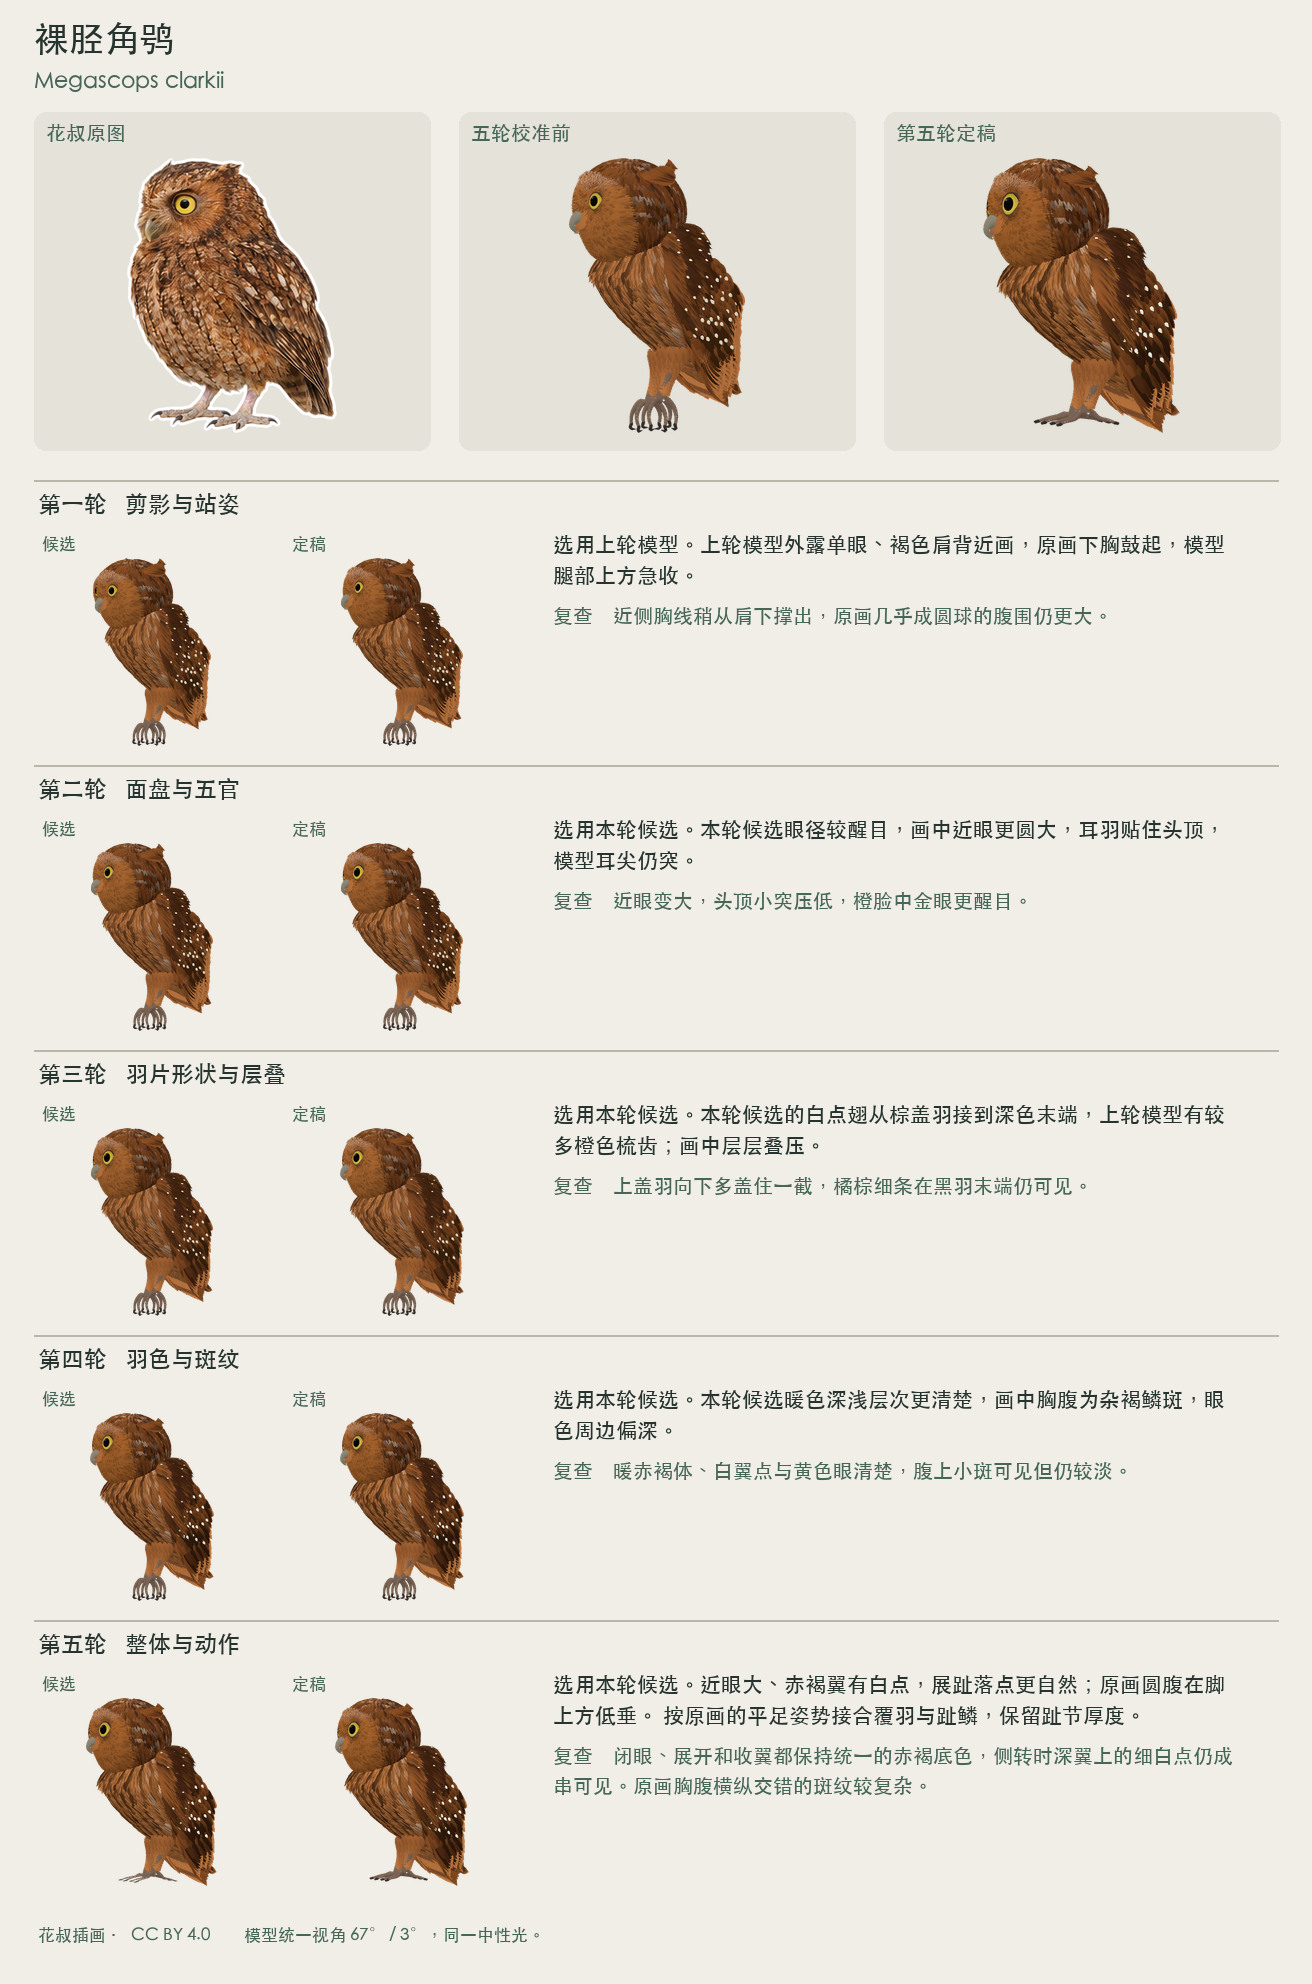 裸胫角鸮
Megascops clarkii
花叔原图
五轮校准前
第五轮定稿
第一轮 剪影与站姿
候选
定稿
选用上轮模型。上轮模型外露单眼、褐色肩背近画，原画下胸鼓起，模型
腿部上方急收。
复查 近侧胸线稍从肩下撑出，原画几乎成圆球的腹围仍更大。
第二轮 面盘与五官
候选
定稿
选用本轮候选。本轮候选眼径较醒目，画中近眼更圆大，耳羽贴住头顶，
模型耳尖仍突。
复查 近眼变大，头顶小突压低，橙脸中金眼更醒目。
第三轮 羽片形状与层叠
候选
定稿
选用本轮候选。本轮候选的白点翅从棕盖羽接到深色末端，上轮模型有较
多橙色梳齿；画中层层叠压。
复查 上盖羽向下多盖住一截，橘棕细条在黑羽末端仍可见。
第四轮 羽色与斑纹
候选
定稿
选用本轮候选。本轮候选暖色深浅层次更清楚，画中胸腹为杂褐鳞斑，眼
色周边偏深。
复查 暖赤褐体、白翼点与黄色眼清楚，腹上小斑可见但仍较淡。
第五轮 整体与动作
候选
定稿
选用本轮候选。近眼大、赤褐翼有白点，展趾落点更自然；原画圆腹在脚
上方低垂。 按原画的平足姿势接合覆羽与趾鳞，保留趾节厚度。
复查 闭眼、展开和收翼都保持统一的赤褐底色，侧转时深翼上的细白点仍成
串可见。原画胸腹横纵交错的斑纹较复杂。
花叔插画 · CC BY 4.0 模型统一视角 67° / 3°，同一中性光。